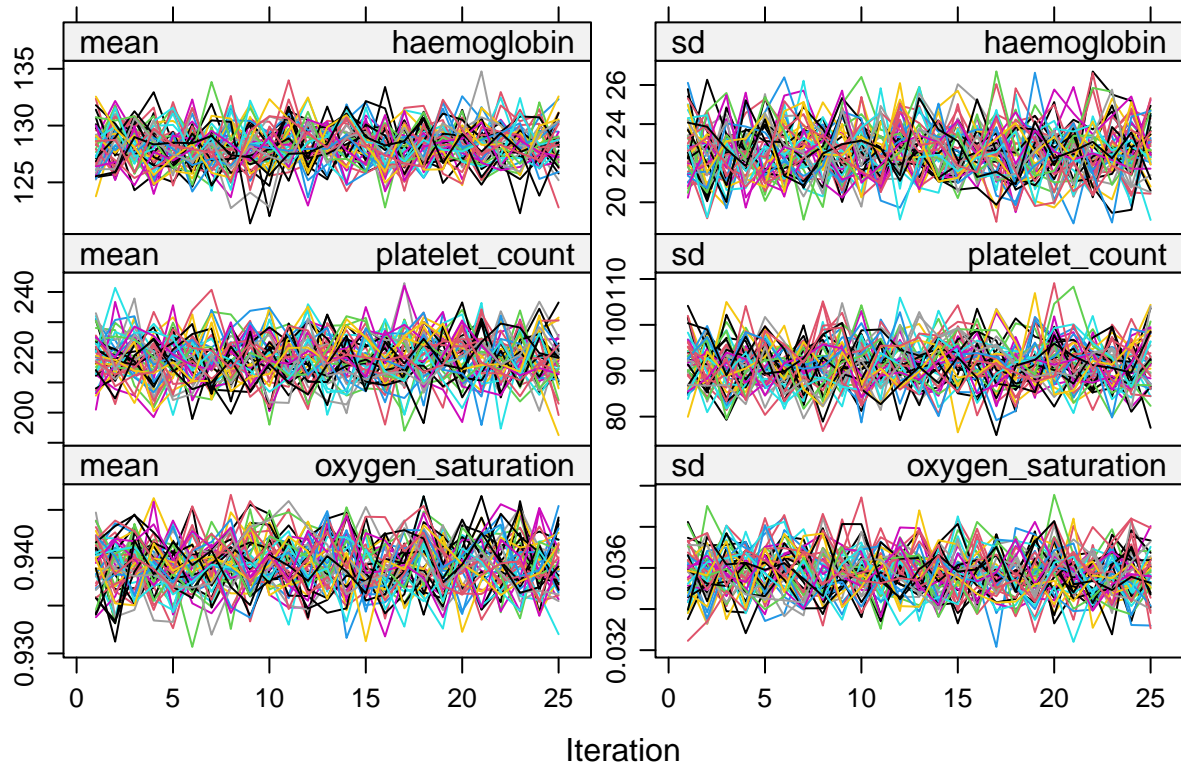 mean haemoglobin
135
130
125
sd haemoglobin
26
24
22
20
mean platelet_count
240
220
200
sd platelet_count
110
100
90
80
mean oxygen_saturation
0.940
0.930
sd oxygen_saturation
0.036
0.032
0 5 10 15 20 25
0 5 10 15 20 25
Iteration